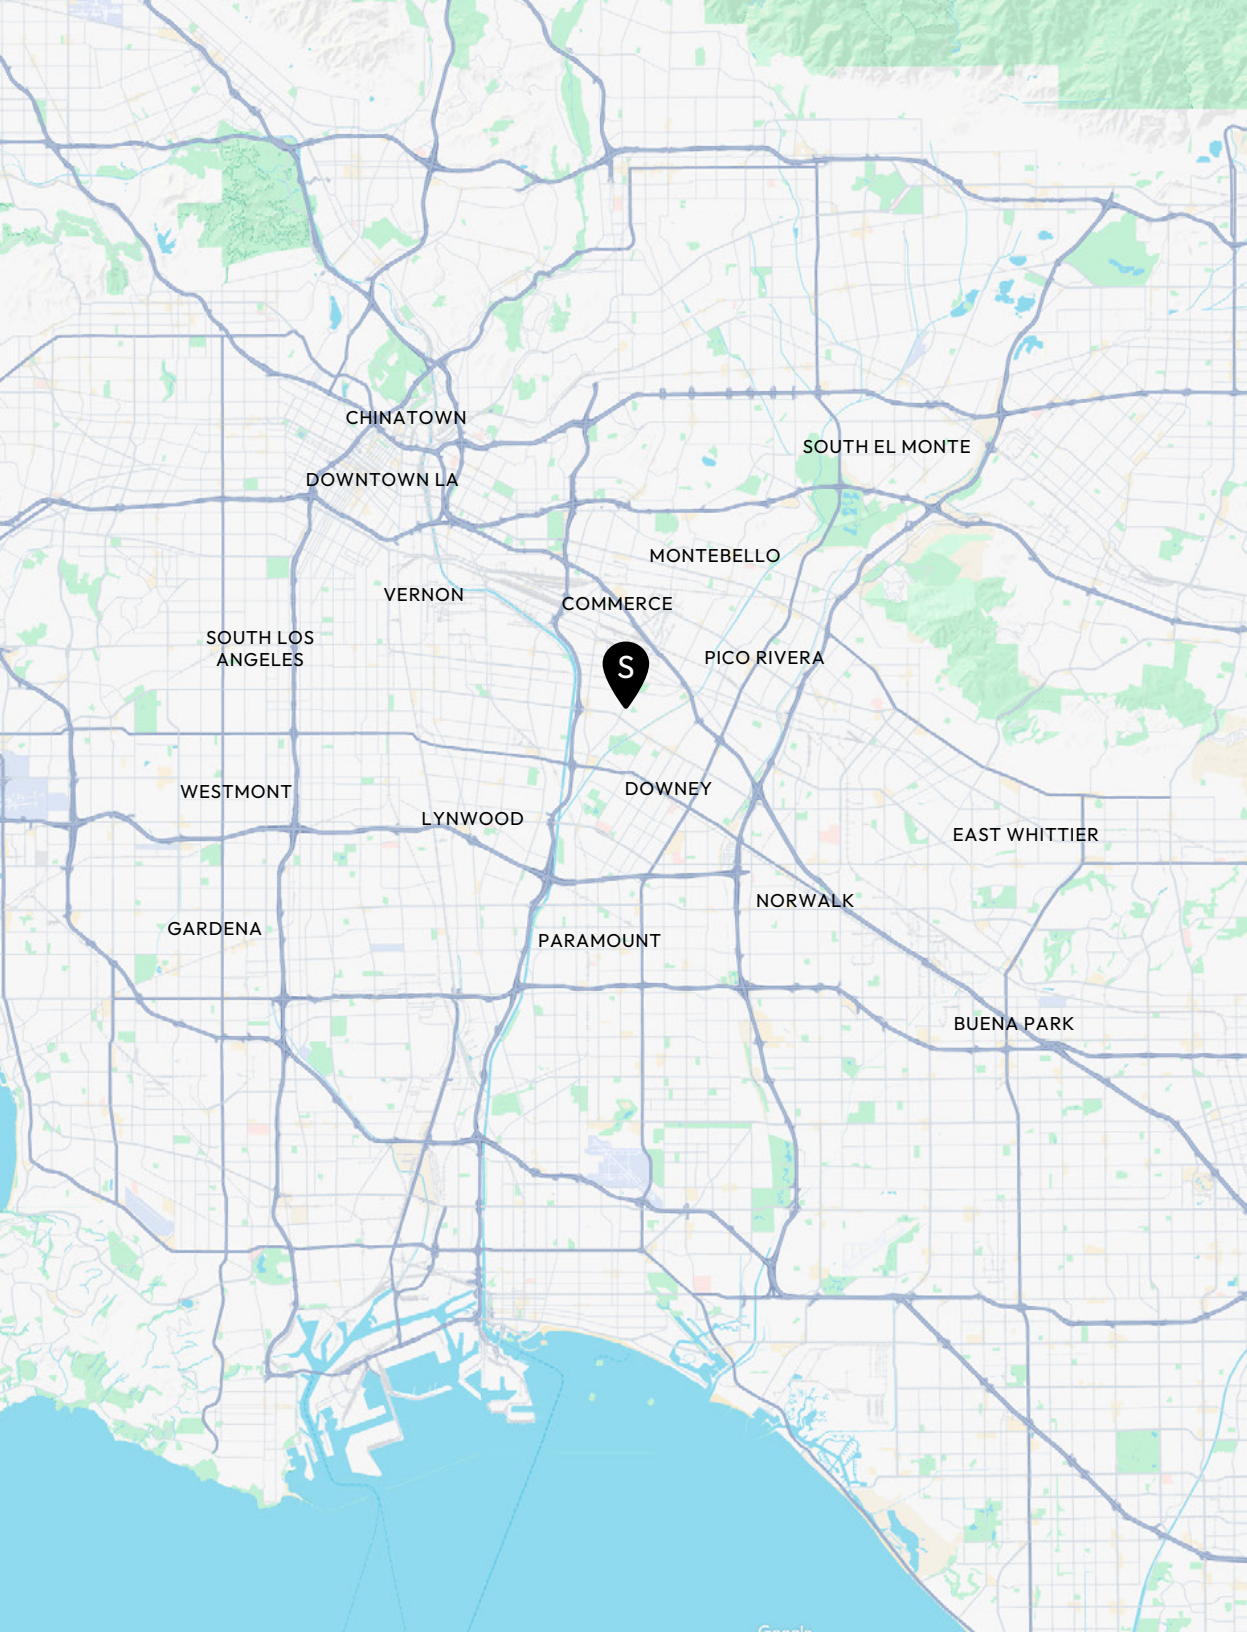 CHINATOWN
SOUTH EL MONTE
DOWNTOWN LA
MONTEBELLO
VERNON
COMMERCE
SOUTH LOS
ANGELES
PICO RIVERA
S
WESTMONT
DOWNEY
LYNWOOD
EAST WHITTIER
NORWALK
GARDENA
PARAMOUNT
BUENA PARK
Google